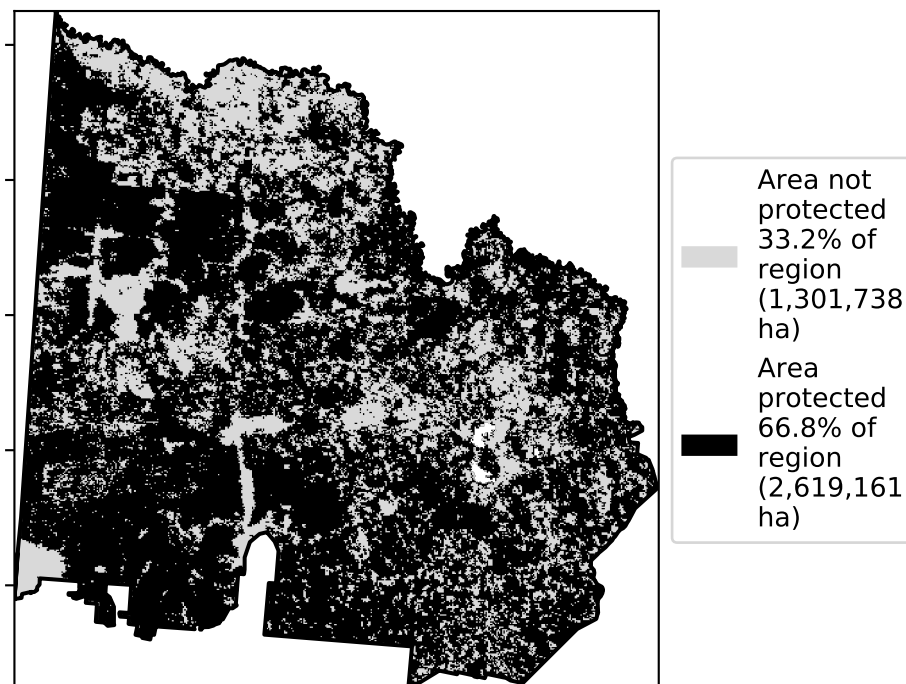 Area not
protected
33.2% of
region
(1,301,738
ha)
Area
protected
66.8% of
region
(2,619,161
ha)